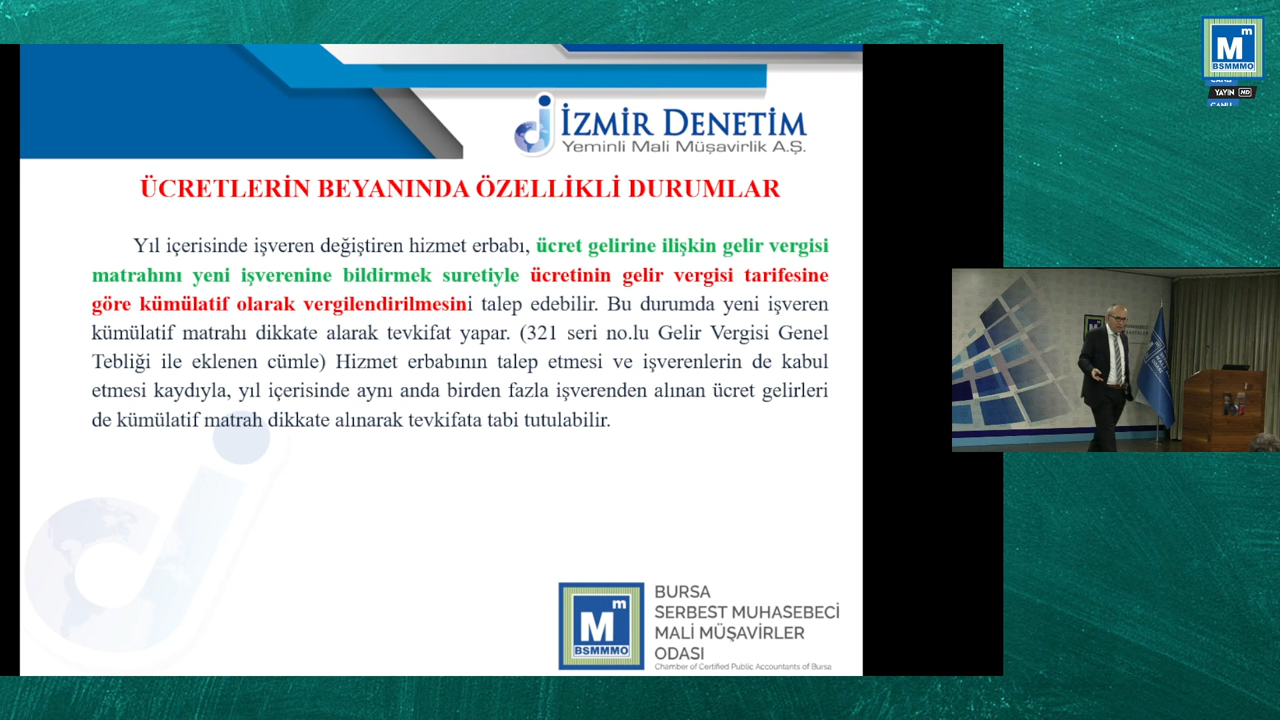 İZMİR DENETİM
Yeminli Mali Müşavirlik A.Ş.
ÜCRETLERİN BEYANINDA ÖZELLİKLİ DURUMLAR
Yıl içerisinde işveren değiştiren hizmet erbabı, ücret gelirine ilişkin gelir vergisi
matrahını yeni işverenine bildirmek suretiyle ücretinin gelir vergisi tarifesine
göre kümülatif olarak vergilendirilmesini talep edebilir. Bu durumda yeni işveren
kümülatif matrahı dikkate alarak tevkifat yapar. (321 seri no.lu Gelir Vergisi Genel
Tebliği ile eklenen cümle) Hizmet erbabının talep etmesi ve işverenlerin de kabul
etmesi kaydıyla, yıl içerisinde aynı anda birden fazla işverenden alınan ücret gelirleri
de kümülatif matrah dikkate alınarak tevkifata tabi tutulabilir.
Mm
BSMMMO
BURSA
SERBEST MUHASEBECİ
MALİ MÜŞAVİRLER
ODASI
Chamber of Certified Public Accountants of Bursa
Mm
BSMMMO
YAYIN HD
CANLI